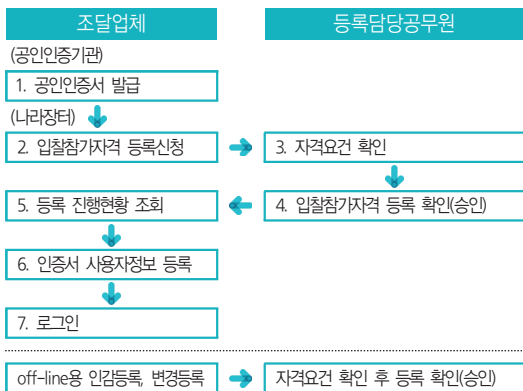 조달업체
등록담당공무원
(공인인증기관)
1. 공인인증서 발급
(나라장터)
2. 입찰참가자격 등록신청
3. 자격요건 확인
5. 등록 진행현황 조회
4. 입찰참가자격 등록 확인(승인)
6. 인증서 사용자정보 등록
7. 로그인
off-line용 인감등록, 변경등록
자격요건 확인 후 등록 확인(승인)